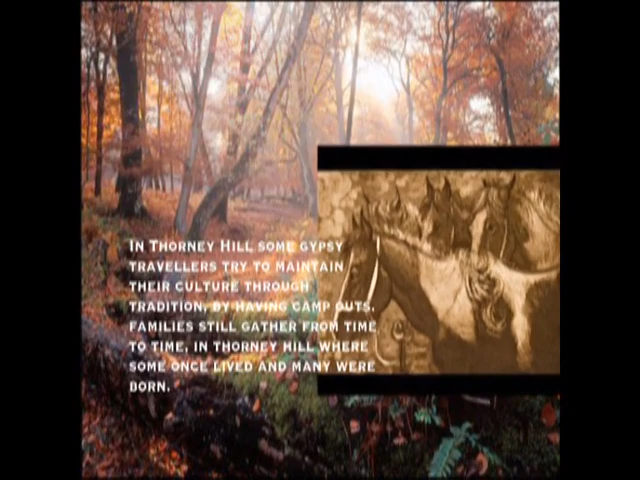 In Thorney Hill some gypsy
travellers try to maintain
their culture through
tradition, by having camp outs.
families still gather from time
to time, in thorney hill where
some once lived and many were
born.